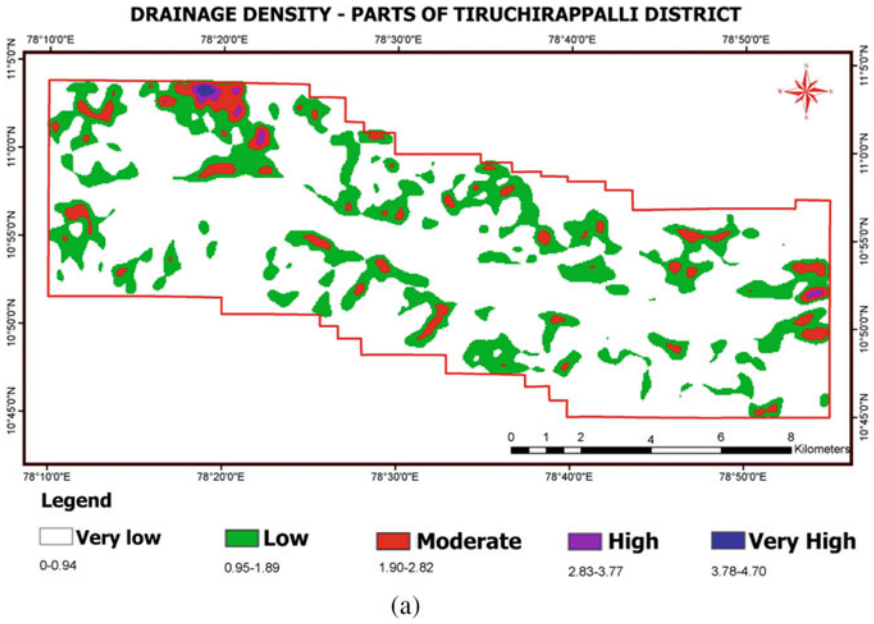 DRAINAGE DENSITY - PARTS OF TIRUCHIRAPPALLI DISTRICT
78°10'0"E 78°20'0"E 78°30'0"E 78°40'0"E 78°50'0"E
11°5'0"N 11°5'0"N
N
11°0'0"N 11°0'0"N
10°55'0"N 10°55'0"N
10°50'0"N 10°50'0"N
10°45'0"N 10°45'0"N
0 1 2 4 6 8
Kilometers
78°10'0"E 78°20'0"E 78°30'0"E 78°40'0"E 78°50'0"E
Legend
Very low Low Moderate High Very High
0-0.94 0.95-1.89 1.90-2.82 2.83-3.77 3.78-4.70
(a)